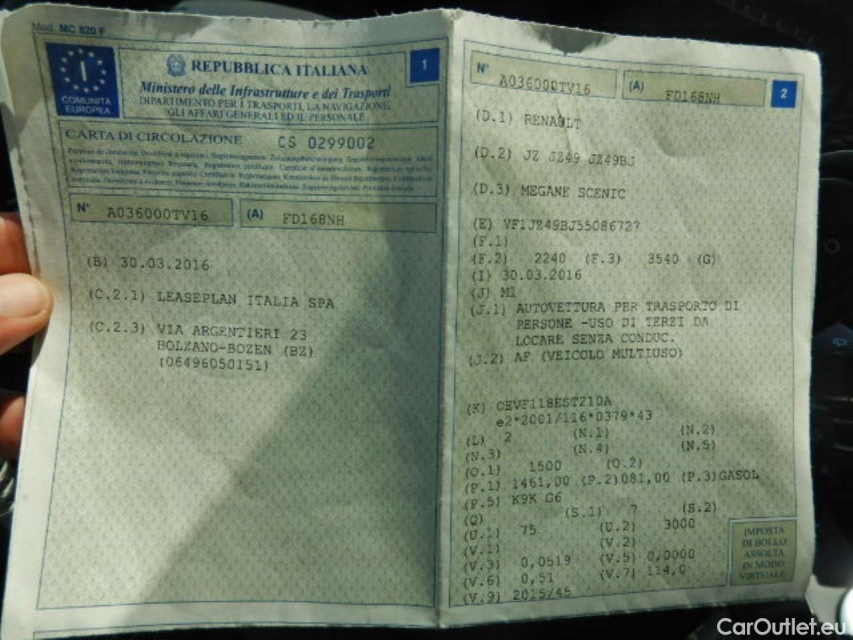 Mod. MC 820 F
I
COMUNITA
EUROPEA
REPUBBLICA ITALIANA
1
Ministero delle Infrastrutture e dei Trasporti
DIPARTIMENTO PER I TRASPORTI, LA NAVIGAZIONE,
GLI AFFARI GENERALI ED IL PERSONALE
CARTA DI CIRCOLAZIONE CS 0299002
N° A036000TV16 (A) FD168NH
(B) 30.03.2016
(C.2.1) LEASEPLAN ITALIA SPA
(C.2.3) VIA ARGENTIERI 23
BOLZANO-BOZEN (BZ)
(06496050151)
N° A036000TV16 (A) FD168NH 2
(D.1) RENAULT
(D.2) JZ JZ49 JZ49BJ
(D.3) MEGANE SCENIC
(E) VF1JZ49BJ55086727
(F.1)
(F.2) 2240 (F.3) 3540 (G)
(I) 30.03.2016
(J) M1
(J.1) AUTOVETTURA PER TRASPORTO DI
PERSONE -USO DI TERZI DA
LOCARE SENZA CONDUC.
(J.2) AF (VEICOLO MULTIUSO)
(K) OEVF118EST210A
e2*2001/116*0379*43
(L) 2 (N.1) (N.2)
(N.3) (N.4) (N.5)
(O.1) 1500 (O.2)
(P.1) 1461,00 (P.2)081,00 (P.3)GASOL
(P.5) K9K G6
(Q) (S.1) 7 (S.2)
(U.1) 75 (U.2) 3000
(V.1) (V.2)
(V.3) 0,0519 (V.5) 0,0000
(V.6) 0,51 (V.7) 114,0
(V.9) 2015/45
IMPOSTA
DI BOLLO
ASSOLTA
IN MODO
VIRTUALE
CarOutlet.eu